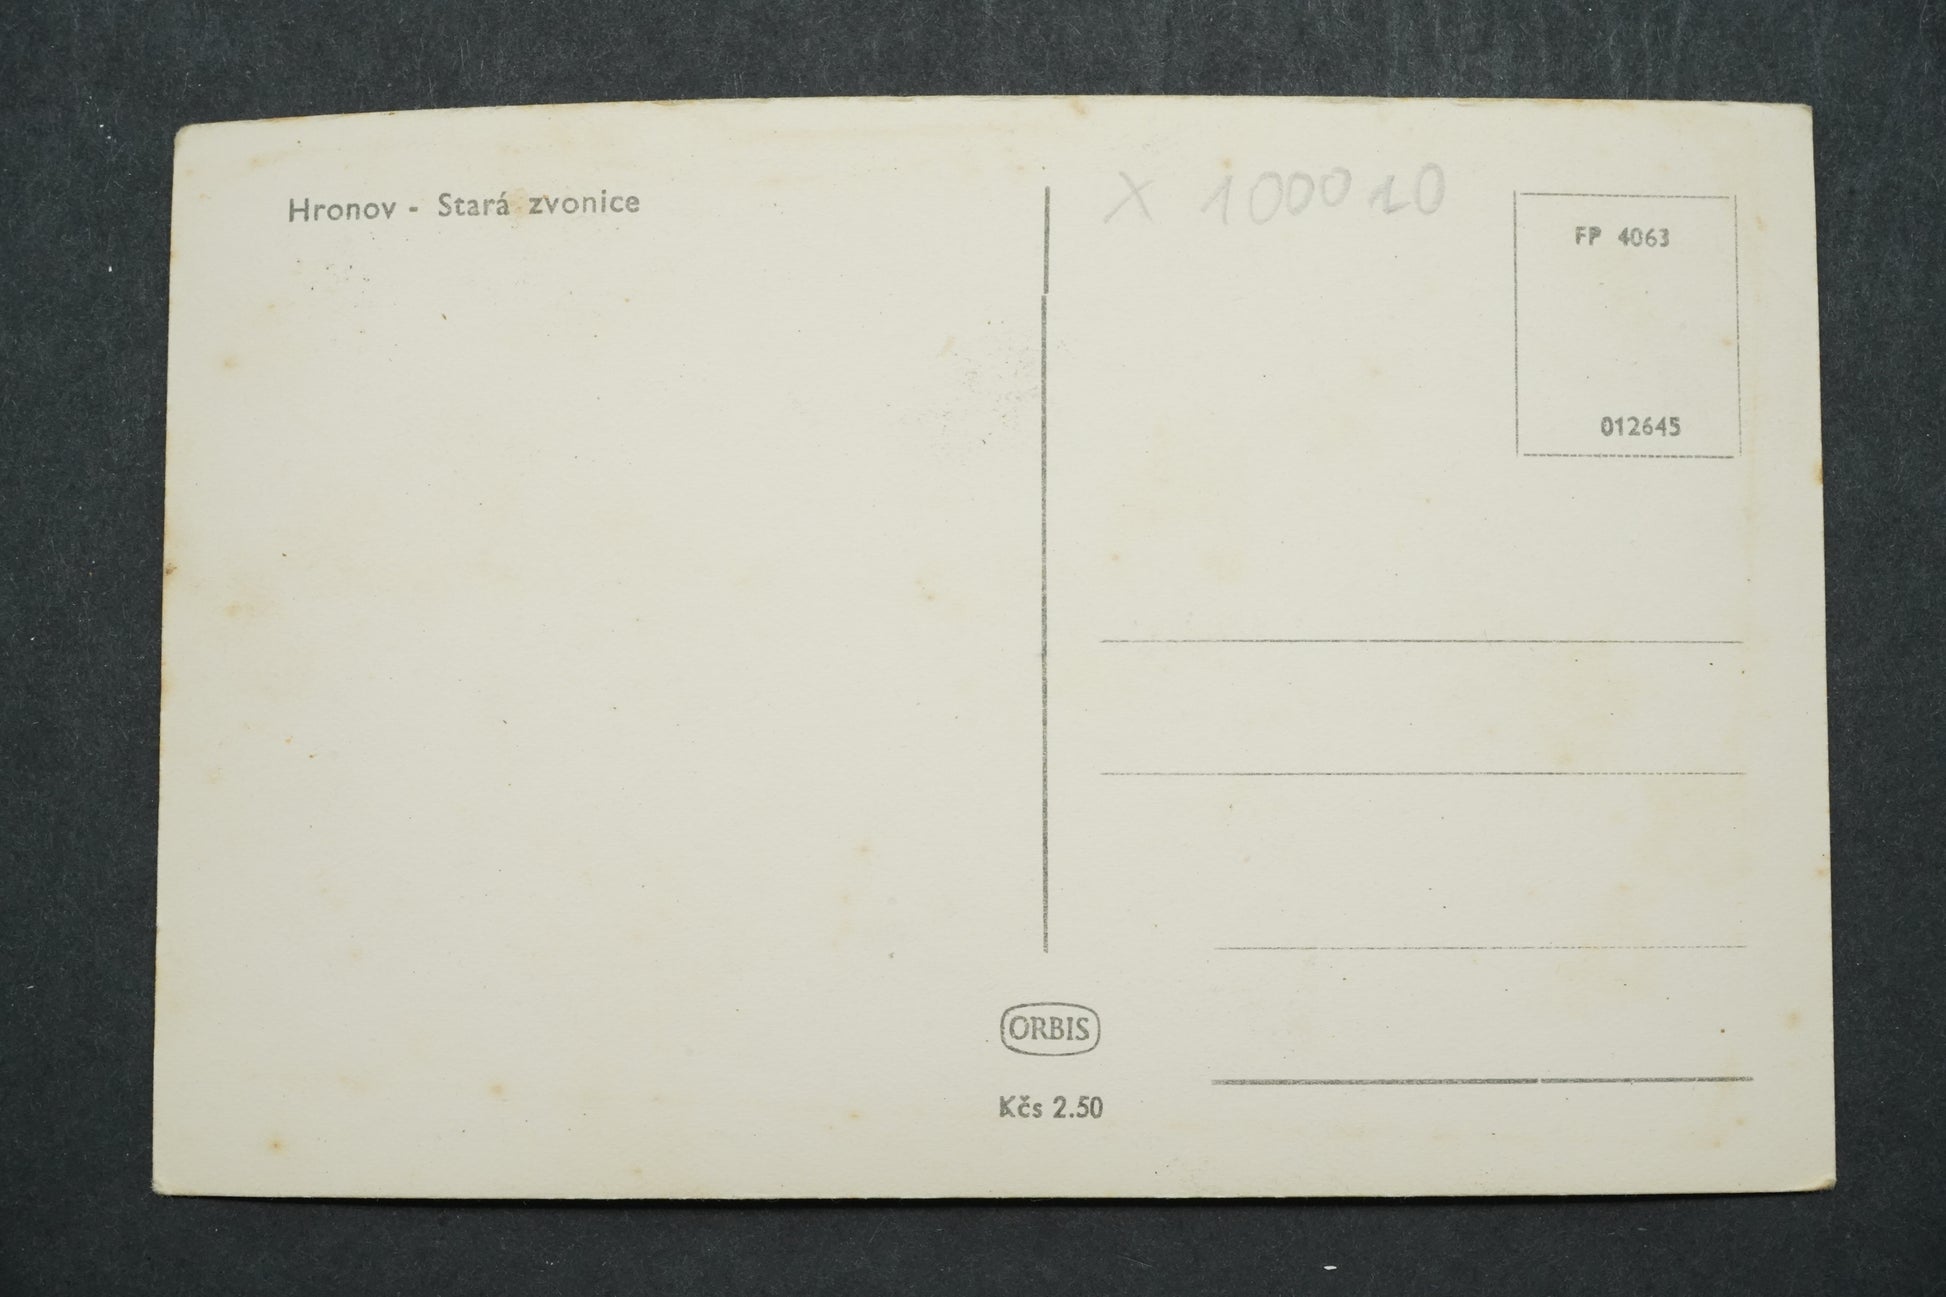 Hronov - Stará zvonice
X 100010
FP 4063
012645
ORBIS
Kčs 2.50